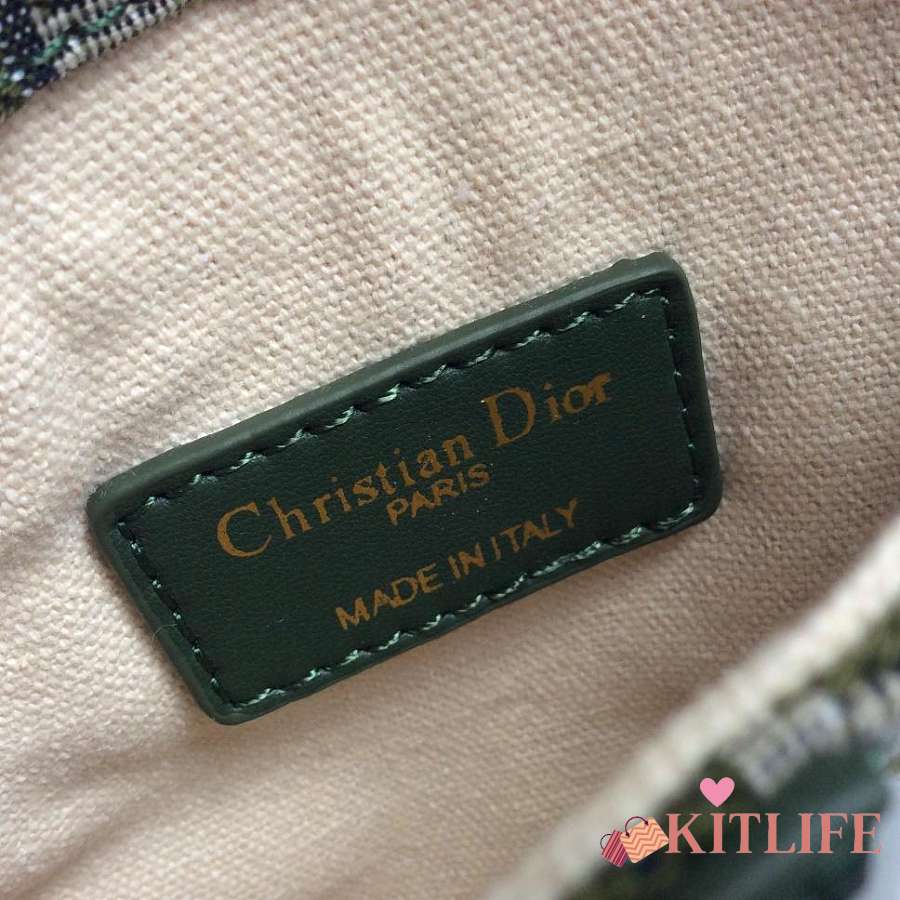 Christian Dior
PARIS
MADE IN ITALY
KITLIFE